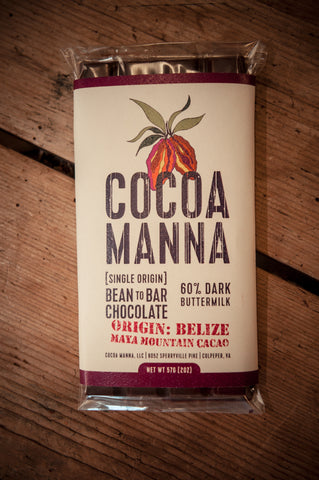 COCOA
MANNA
[SINGLE ORIGIN]
BEAN TO BAR
CHOCOLATE
60% DARK
BUTTERMILK
ORIGIN: BELIZE
MAYA MOUNTAIN CACAO
COCOA MANNA, LLC | 8052 SPERRYVILLE PIKE | CULPEPER, VA
NET WT 57G [2OZ]